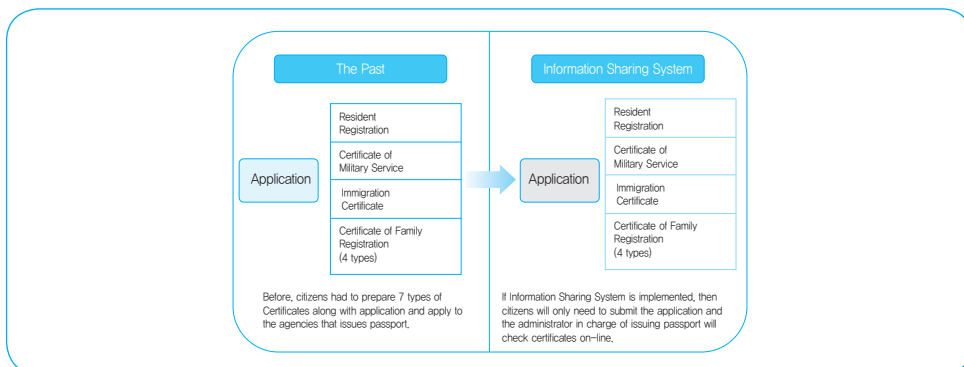 The Past
Application
Resident
Registration
Certificate of
Military Service
Immigration
Certificate
Certificate of Family
Registration
(4 types)
Before, citizens had to prepare 7 types of
Certificates along with application and apply to
the agencies that issues passport.
Information Sharing System
Application
Resident
Registration
Certificate of
Military Service
Immigration
Certificate
Certificate of Family
Registration
(4 types)
If Information Sharing System is implemented, then
citizens will only need to submit the application and
the administrator in charge of issuing passport will
check certificates on-line.